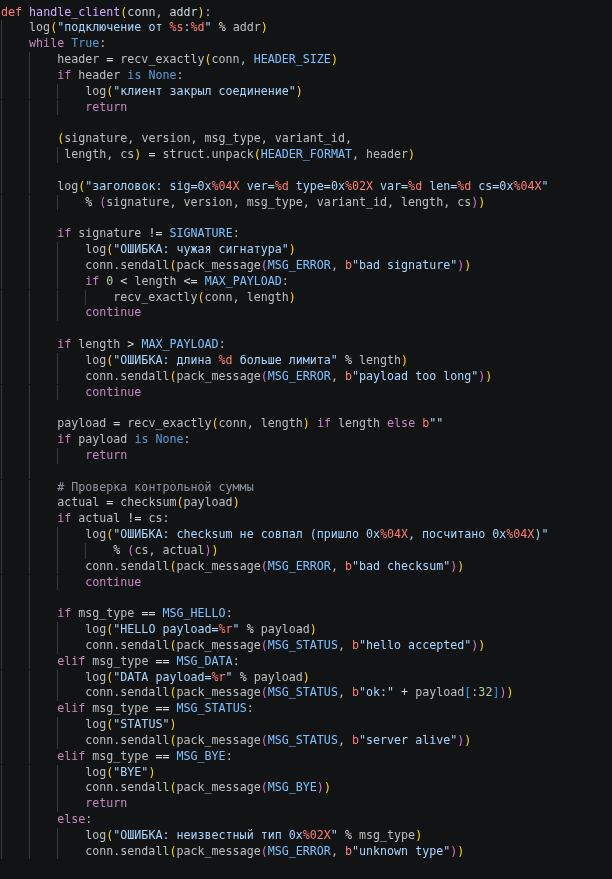 def handle_client(conn, addr):
    log("подключение от %s:%d" % addr)
    while True:
        header = recv_exactly(conn, HEADER_SIZE)
        if header is None:
            log("клиент закрыл соединение")
            return

        (signature, version, msg_type, variant_id,
         length, cs) = struct.unpack(HEADER_FORMAT, header)

        log("заголовок: sig=0x%04X ver=%d type=0x%02X var=%d len=%d cs=0x%04X"
            % (signature, version, msg_type, variant_id, length, cs))

        if signature != SIGNATURE:
            log("ОШИБКА: чужая сигнатура")
            conn.sendall(pack_message(MSG_ERROR, b"bad signature"))
            if 0 < length <= MAX_PAYLOAD:
                recv_exactly(conn, length)
            continue

        if length > MAX_PAYLOAD:
            log("ОШИБКА: длина %d больше лимита" % length)
            conn.sendall(pack_message(MSG_ERROR, b"payload too long"))
            continue

        payload = recv_exactly(conn, length) if length else b""
        if payload is None:
            return

        # Проверка контрольной суммы
        actual = checksum(payload)
        if actual != cs:
            log("ОШИБКА: checksum не совпал (пришло 0x%04X, посчитано 0x%04X)"
                % (cs, actual))
            conn.sendall(pack_message(MSG_ERROR, b"bad checksum"))
            continue

        if msg_type == MSG_HELLO:
            log("HELLO payload=%r" % payload)
            conn.sendall(pack_message(MSG_STATUS, b"hello accepted"))
        elif msg_type == MSG_DATA:
            log("DATA payload=%r" % payload)
            conn.sendall(pack_message(MSG_STATUS, b"ok:" + payload[:32]))
        elif msg_type == MSG_STATUS:
            log("STATUS")
            conn.sendall(pack_message(MSG_STATUS, b"server alive"))
        elif msg_type == MSG_BYE:
            log("BYE")
            conn.sendall(pack_message(MSG_BYE))
            return
        else:
            log("ОШИБКА: неизвестный тип 0x%02X" % msg_type)
            conn.sendall(pack_message(MSG_ERROR, b"unknown type"))